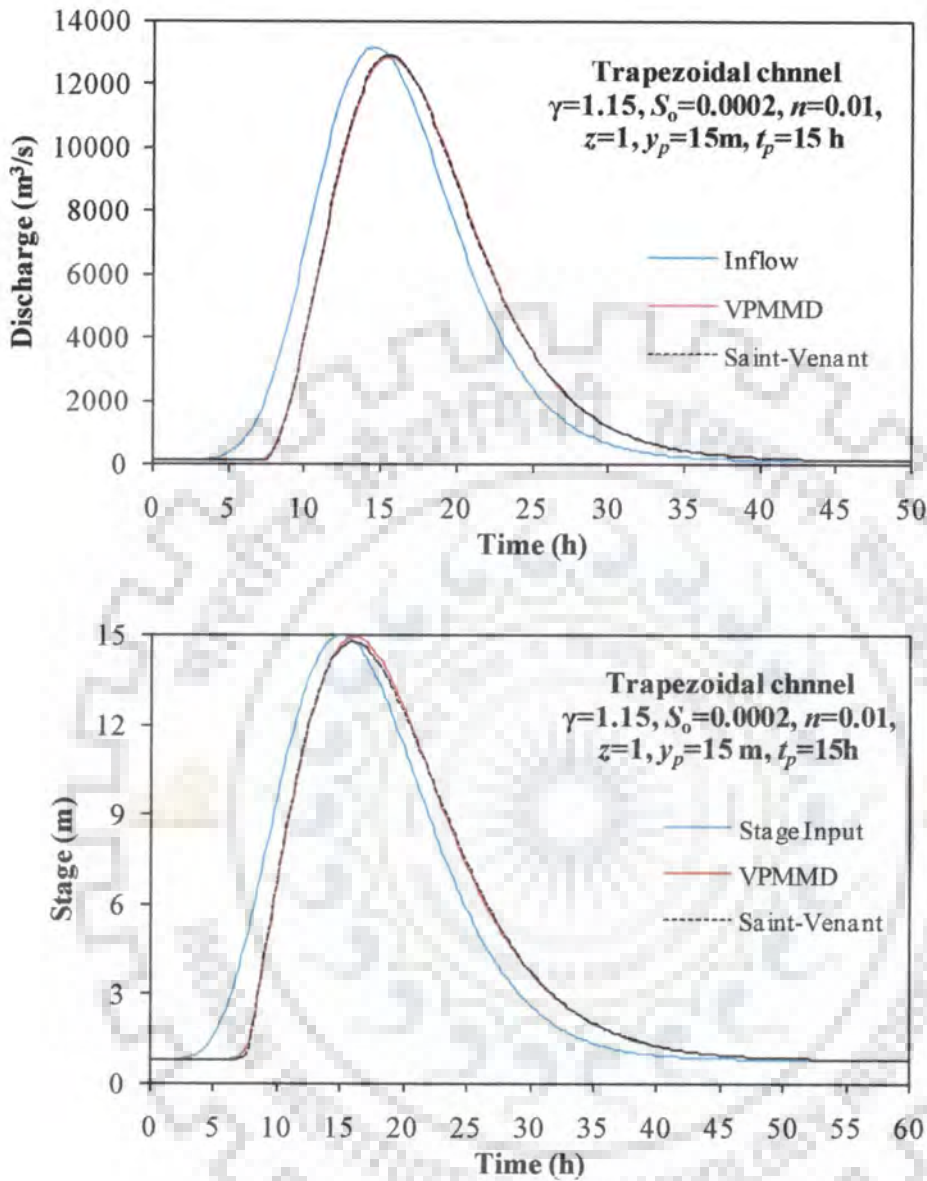 14000
12000
10000
8000
6000
4000
2000
0
Discharge (m³/s)
Trapezoidal chnnel
γ=1.15, Sₒ=0.0002, n=0.01,
z=1, yₚ=15m, tₚ=15 h
Inflow
VPMMD
Saint-Venant
0 5 10 15 20 25 30 35 40 45 50
Time (h)
15
12
9
6
3
0
Stage (m)
Trapezoidal chnnel
γ=1.15, Sₒ=0.0002, n=0.01,
z=1, yₚ=15 m, tₚ=15h
Stage Input
VPMMD
Saint-Venant
0 5 10 15 20 25 30 35 40 45 50 55 60
Time (h)